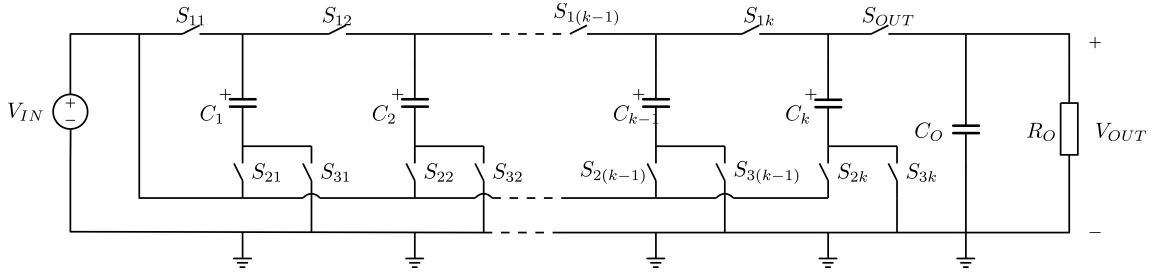 S11 S12 S1(k−1) S1k SOUT
+
VIN + − + C1 + C2 + Ck−1 + Ck CO RO VOUT
S21 S31 S22 S32 S2(k−1) S3(k−1) S2k S3k
−